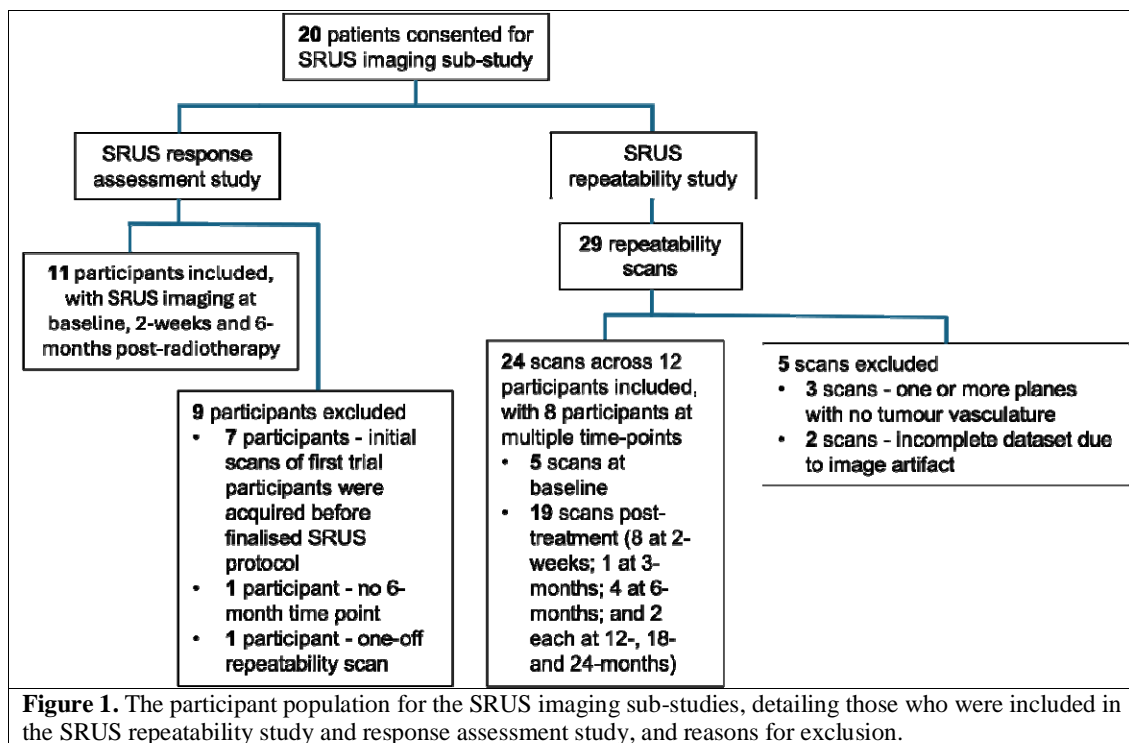 20 patients consented for
SRUS imaging sub-study
SRUS response
assessment study
SRUS
repeatability study
11 participants included,
with SRUS imaging at
baseline, 2-weeks and 6-
months post-radiotherapy
29 repeatability
scans
9 participants excluded
• 7 participants - initial
scans of first trial
participants were
acquired before
finalised SRUS
protocol
• 1 participant - no 6-
month time point
• 1 participant - one-off
repeatability scan
24 scans across 12
participants included,
with 8 participants at
multiple time-points
• 5 scans at
baseline
• 19 scans post-
treatment (8 at 2-
weeks; 1 at 3-
months; 4 at 6-
months; and 2
each at 12-, 18-
and 24-months)
5 scans excluded
• 3 scans - one or more planes
with no tumour vasculature
• 2 scans - incomplete dataset due
to image artifact
Figure 1. The participant population for the SRUS imaging sub-studies, detailing those who were included in
the SRUS repeatability study and response assessment study, and reasons for exclusion.